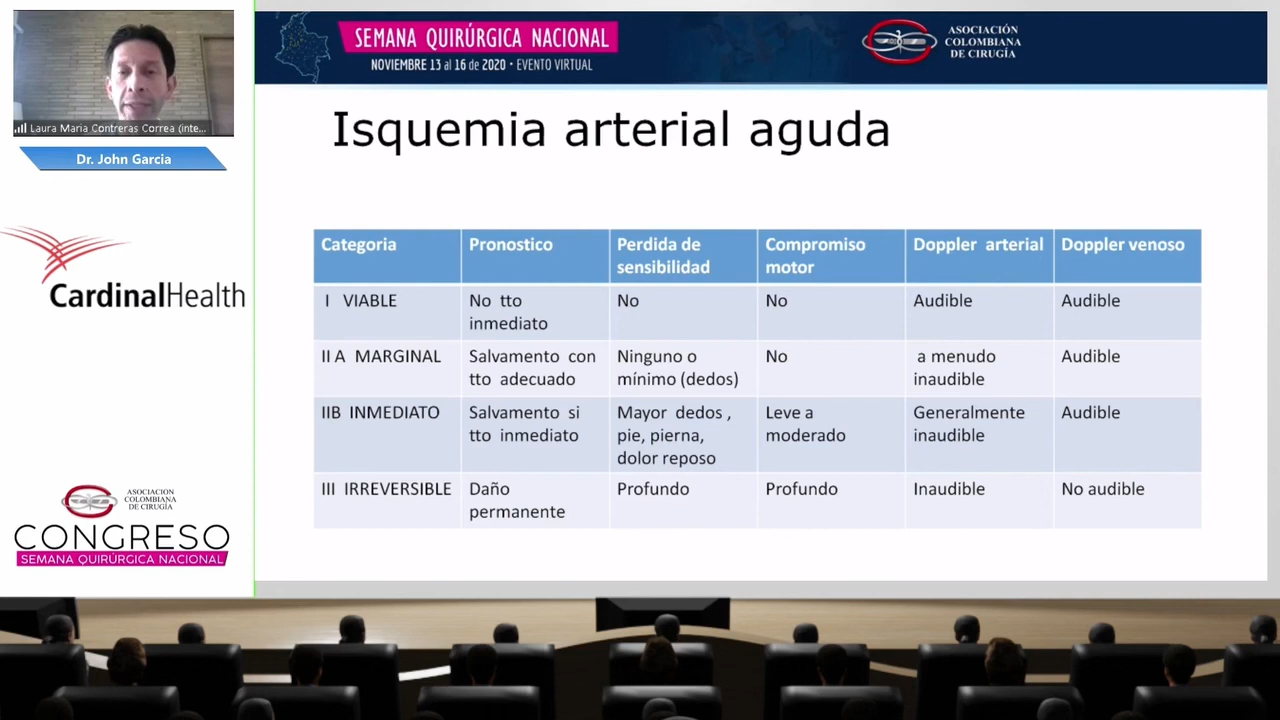 Laura Maria Contreras Correa (inte...
Dr. John Garcia
CardinalHealth
ASOCIACION
COLOMBIANA
DE CIRUGÍA
CONGRESO
SEMANA QUIRÚRGICA NACIONAL
SEMANA QUIRÚRGICA NACIONAL
NOVIEMBRE 13 al 16 de 2020 • EVENTO VIRTUAL
ASOCIACIÓN
COLOMBIANA
DE CIRUGÍA
Isquemia arterial aguda
Categoria Pronostico Perdida de sensibilidad Compromiso motor Doppler arterial Doppler venoso
I VIABLE No tto inmediato No No Audible Audible
II A MARGINAL Salvamento con tto adecuado Ninguno o mínimo (dedos) No a menudo inaudible Audible
IIB INMEDIATO Salvamento si tto inmediato Mayor dedos , pie, pierna, dolor reposo Leve a moderado Generalmente inaudible Audible
III IRREVERSIBLE Daño permanente Profundo Profundo Inaudible No audible